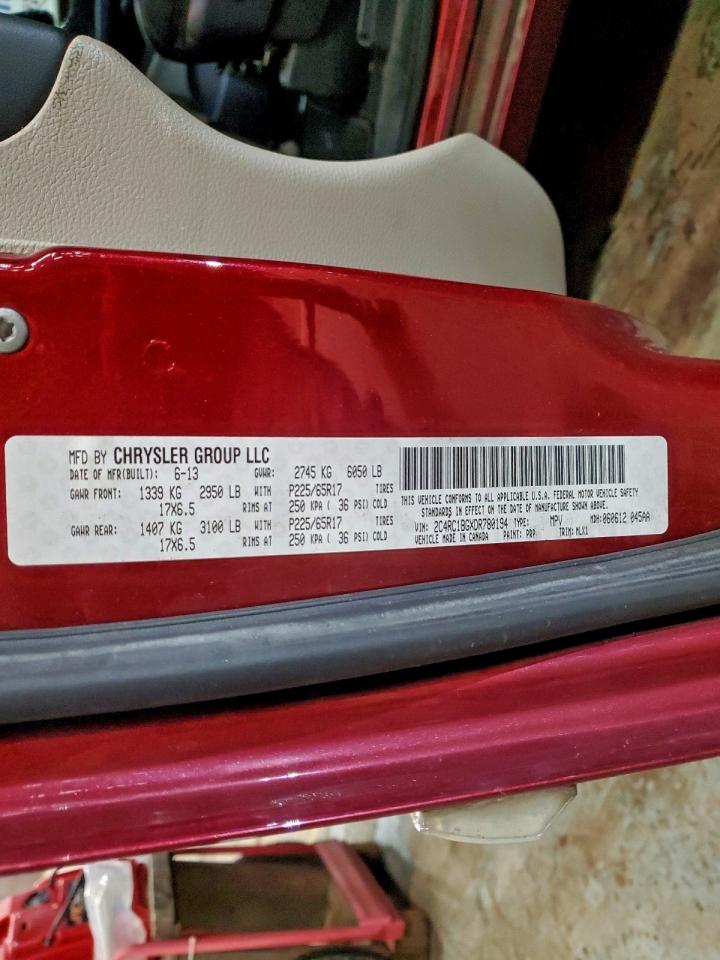 MFD BY CHRYSLER GROUP LLC
DATE OF MFR(BUILT): 6-13 GVWR: 2745 KG 6050 LB
GAWR FRONT: 1339 KG 2950 LB WITH P225/65R17 TIRES
17X6.5 RIMS AT 250 KPA ( 36 PSI) COLD
GAWR REAR: 1407 KG 3100 LB WITH P225/65R17 TIRES
17X6.5 RIMS AT 250 KPA ( 36 PSI) COLD
THIS VEHICLE CONFORMS TO ALL APPLICABLE U.S.A. FEDERAL MOTOR VEHICLE SAFETY
STANDARDS IN EFFECT ON THE DATE OF MANUFACTURE SHOWN ABOVE.
VIN: 2C4RC1BGXDR780194 TYPE: MPV MDH:060612 045AA
VEHICLE MADE IN CANADA PAINT: PRP TRIM: MLX1